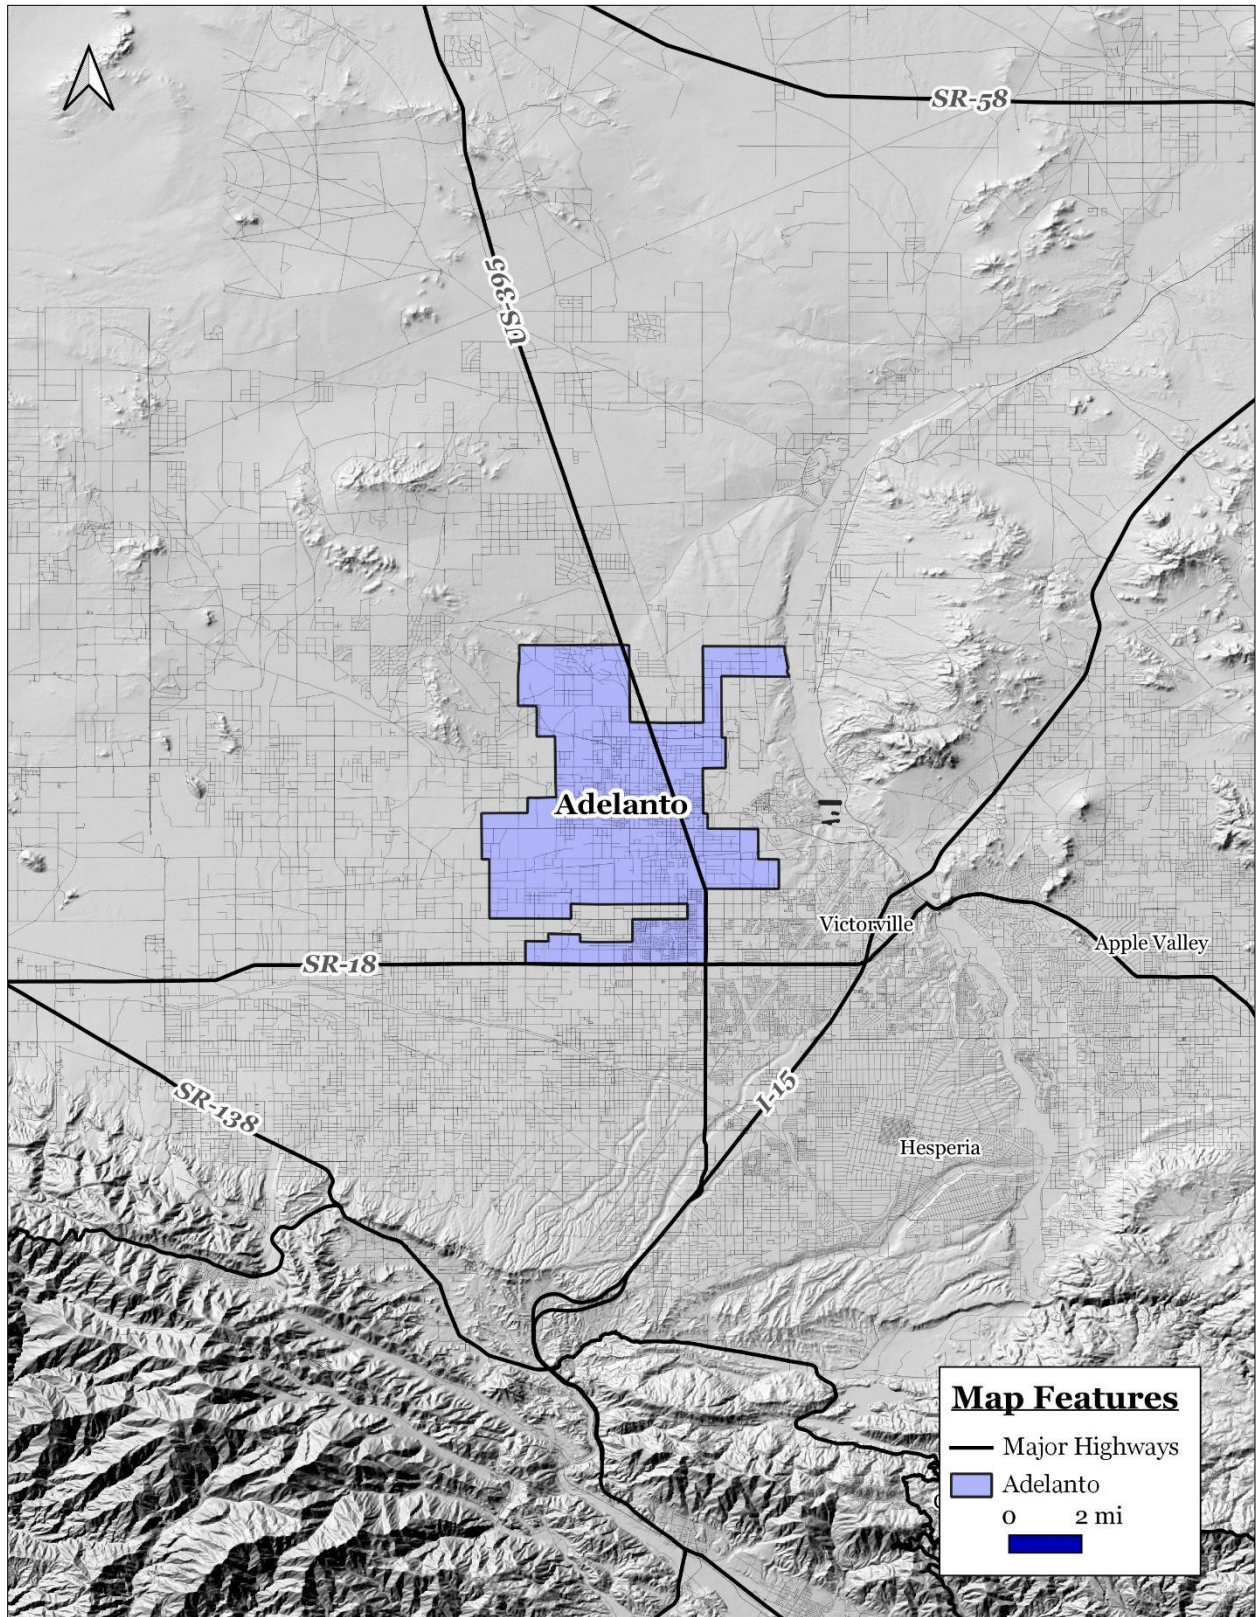 SR-58
US-395
Adelanto
Victorville
Apple Valley
SR-18
SR-138
I-15
Hesperia
Map Features
Major Highways
Adelanto
0 2 mi